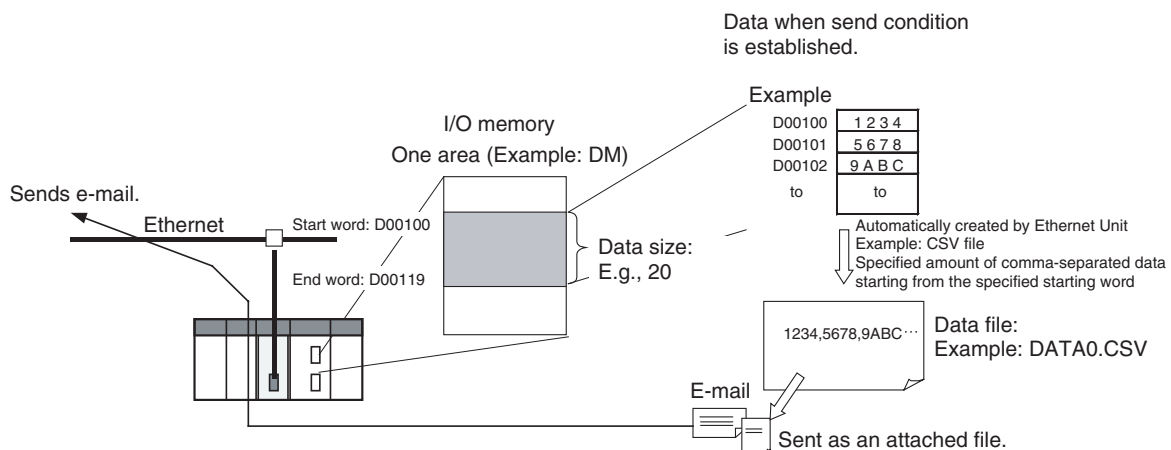 Data when send condition
is established.
Example
D00100 1 2 3 4
D00101 5 6 7 8
D00102 9 A B C
to to
I/O memory
One area (Example: DM)
Sends e-mail.
Ethernet
Start word: D00100
End word: D00119
Data size:
E.g., 20
Automatically created by Ethernet Unit
Example: CSV file
Specified amount of comma-separated data
starting from the specified starting word
1234,5678,9ABC···
Data file:
Example: DATA0.CSV
E-mail
Sent as an attached file.